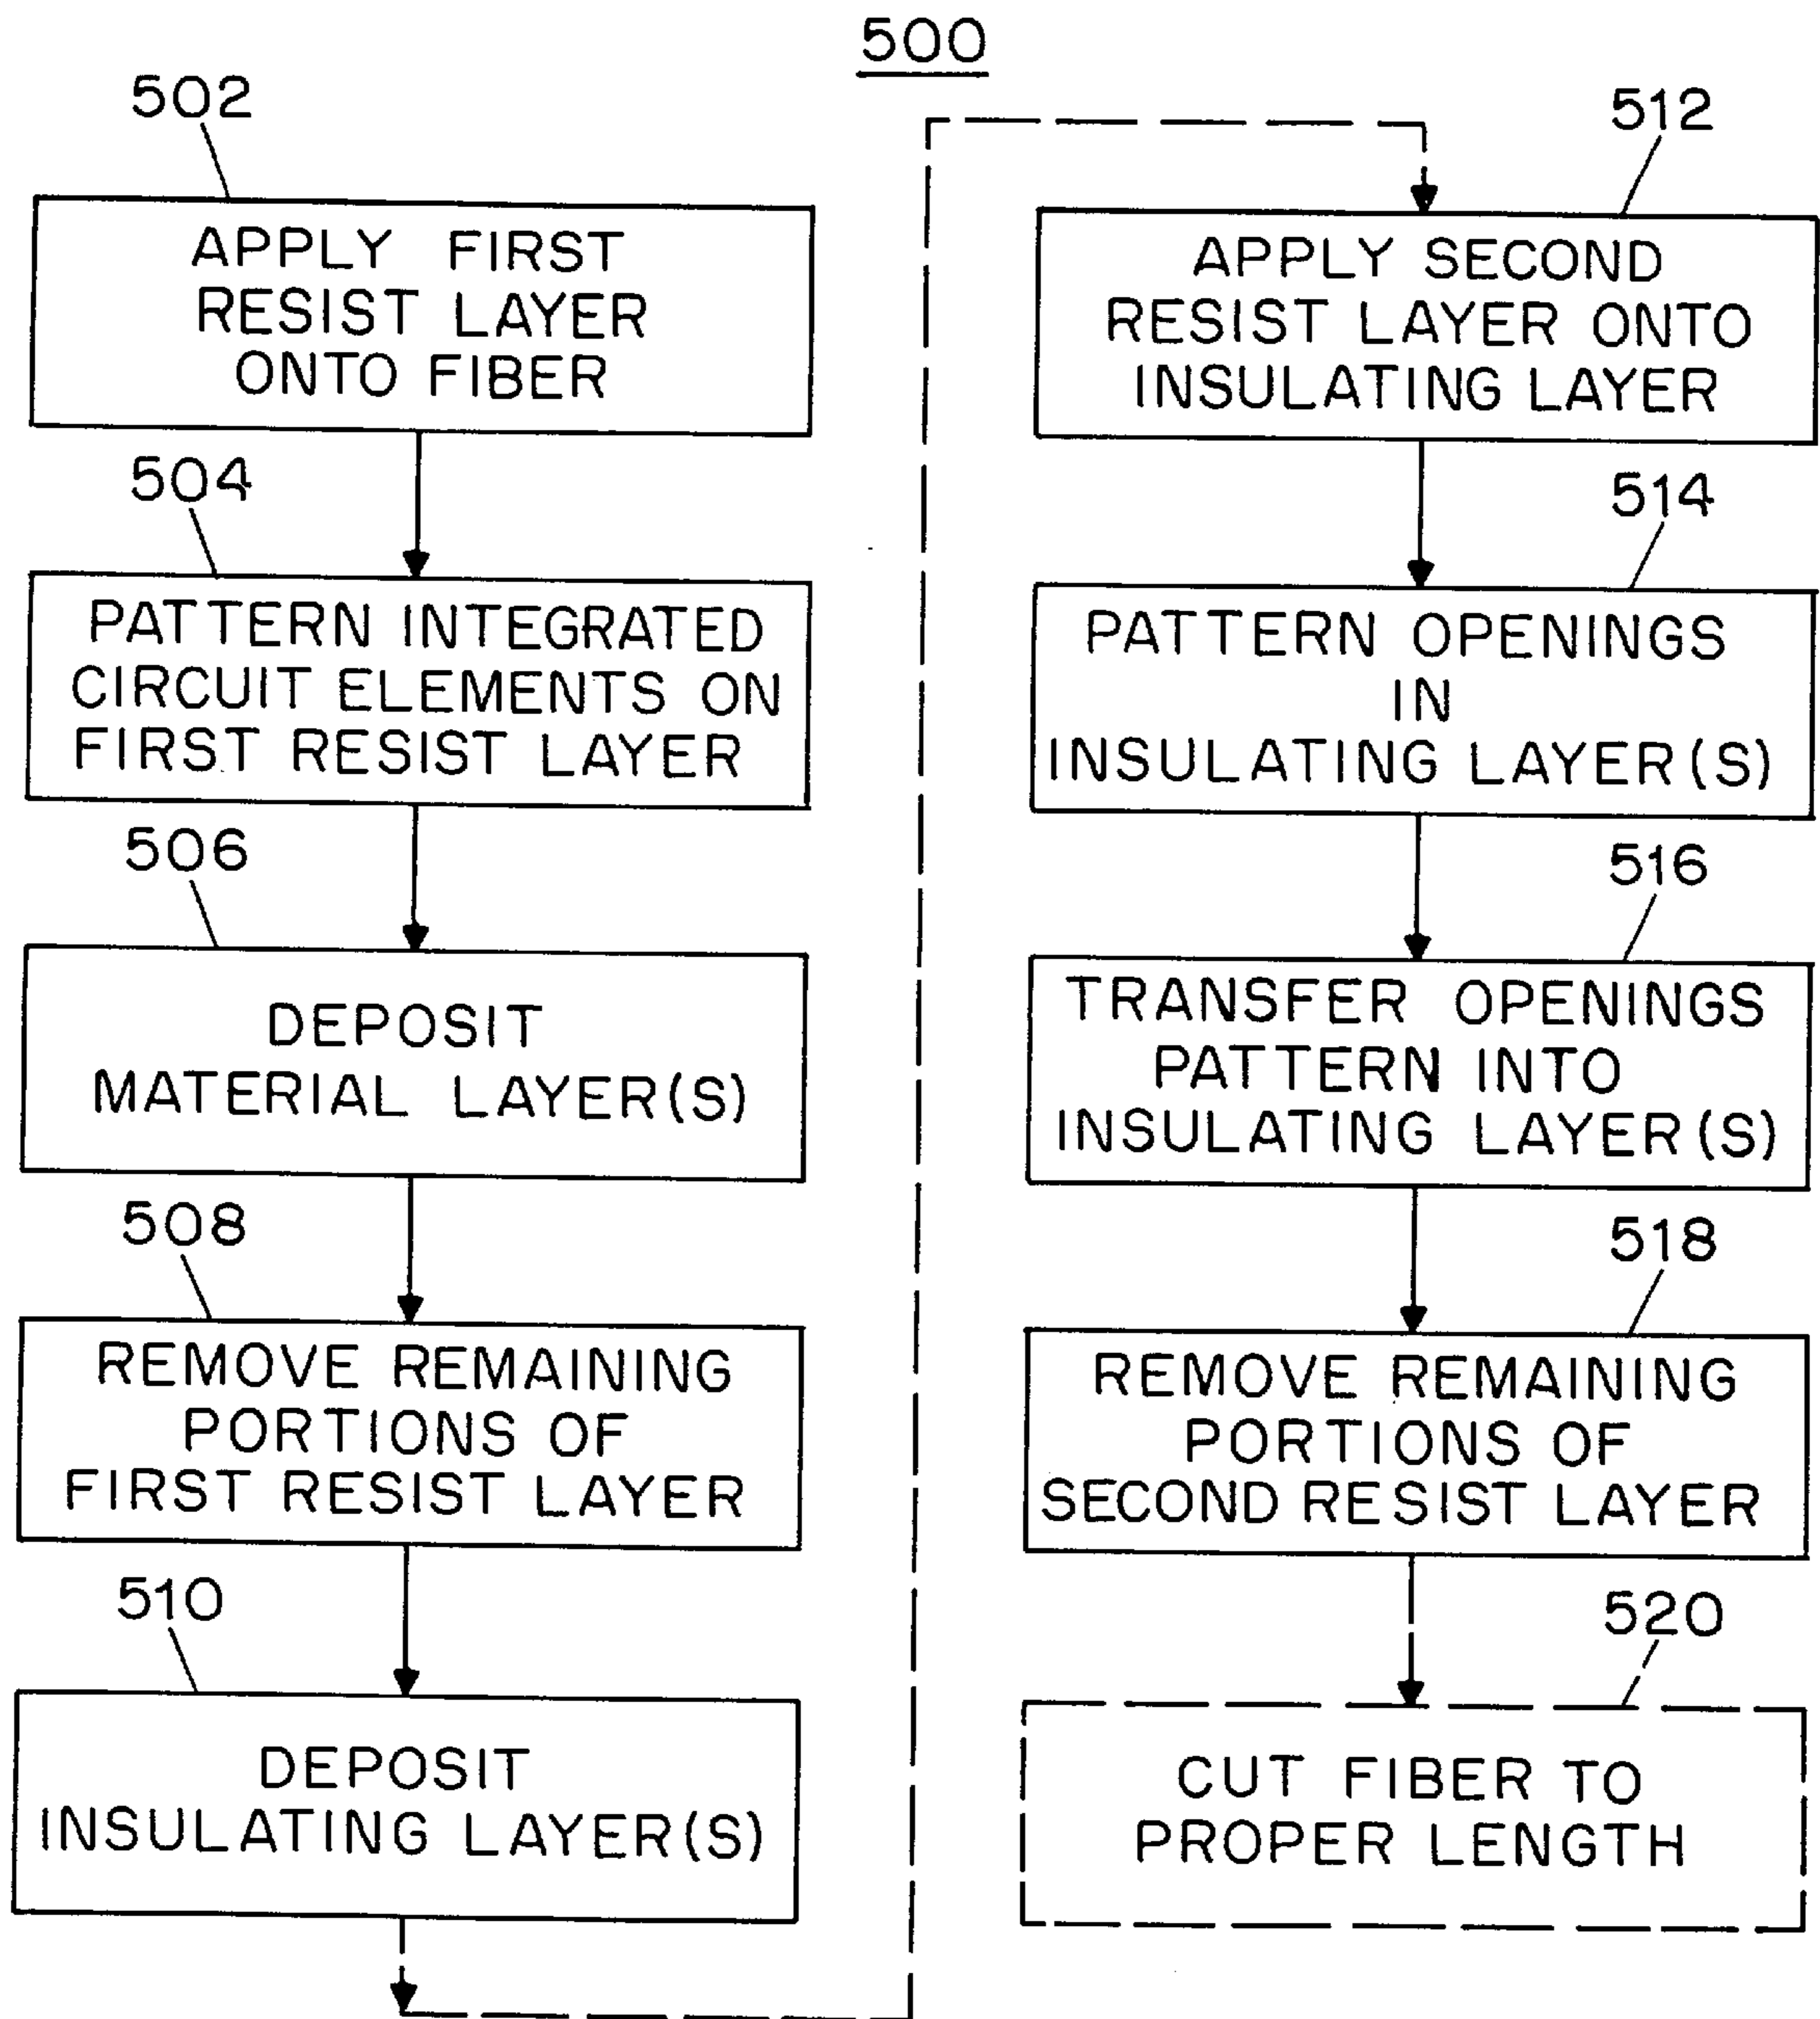 500
502
APPLY FIRST
RESIST LAYER
ONTO FIBER
504
PATTERN INTEGRATED
CIRCUIT ELEMENTS ON
FIRST RESIST LAYER
506
DEPOSIT
MATERIAL LAYER(S)
508
REMOVE REMAINING
PORTIONS OF
FIRST RESIST LAYER
510
DEPOSIT
INSULATING LAYER(S)
512
APPLY SECOND
RESIST LAYER ONTO
INSULATING LAYER
514
PATTERN OPENINGS
IN
INSULATING LAYER(S)
516
TRANSFER OPENINGS
PATTERN INTO
INSULATING LAYER(S)
518
REMOVE REMAINING
PORTIONS OF
SECOND RESIST LAYER
520
CUT FIBER TO
PROPER LENGTH